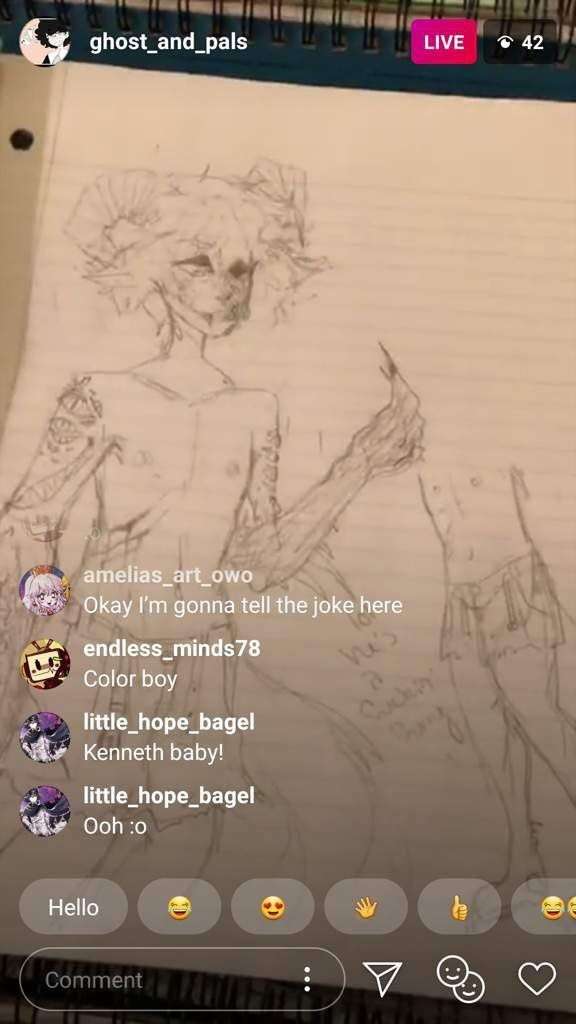 ghost_and_pals
LIVE
42
:o
amelias_art_owo
Okay I'm gonna tell the joke here
endless_minds78
Color boy
little_hope_bagel
Kenneth baby!
little_hope_bagel
Ooh :o
he's
a
Hello
Comment